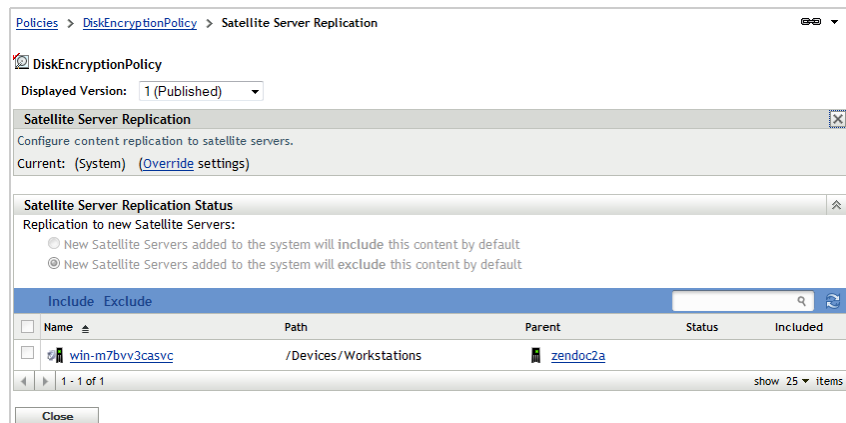 Policies > DiskEncryptionPolicy > Satellite Server Replication
DiskEncryptionPolicy
Displayed Version: 1 (Published)
Satellite Server Replication
Configure content replication to satellite servers.
Current: (System) (Override settings)
Satellite Server Replication Status
Replication to new Satellite Servers:
New Satellite Servers added to the system will include this content by default
New Satellite Servers added to the system will exclude this content by default
Include Exclude
Name Path Parent Status Included
win-m7bvv3casvc /Devices/Workstations zendoc2a
1 - 1 of 1 show 25 items
Close